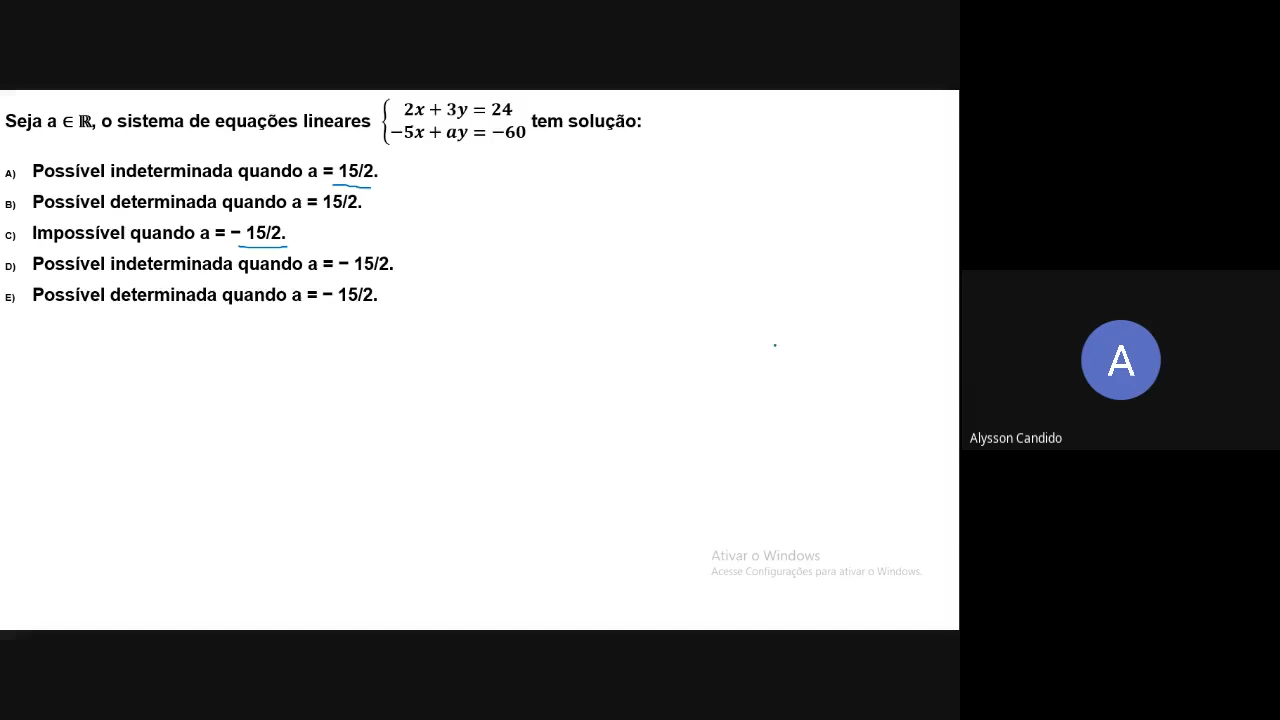 Seja a ∈ ℝ, o sistema de equações lineares { 2x + 3y = 24
−5x + ay = −60 tem solução:
A) Possível indeterminada quando a = 15/2.
B) Possível determinada quando a = 15/2.
C) Impossível quando a = − 15/2.
D) Possível indeterminada quando a = − 15/2.
E) Possível determinada quando a = − 15/2.
A
Alysson Candido
Ativar o Windows
Acesse Configurações para ativar o Windows.